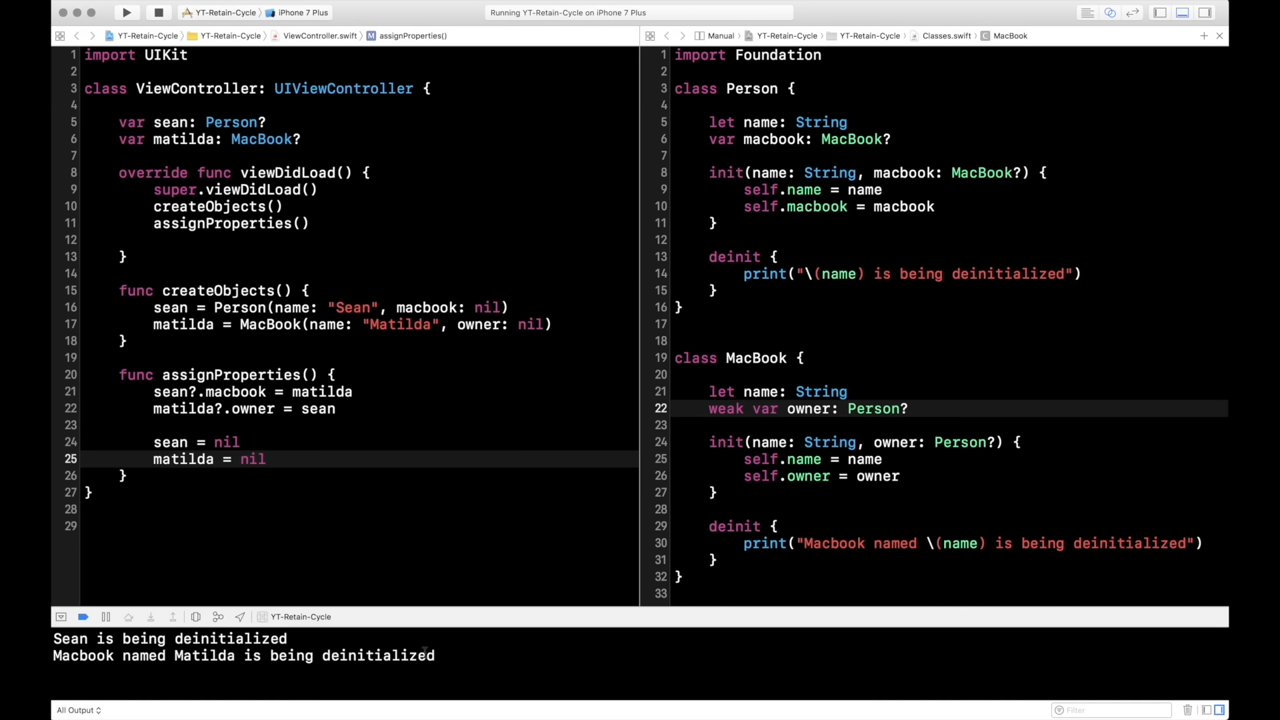 YT-Retain-Cycle iPhone 7 Plus Running YT-Retain-Cycle on iPhone 7 Plus
YT-Retain-Cycle YT-Retain-Cycle ViewController.swift M assignProperties()
1 import UIKit
2
3 class ViewController: UIViewController {
4
5 var sean: Person?
6 var matilda: MacBook?
7
8 override func viewDidLoad() {
9 super.viewDidLoad()
10 createObjects()
11 assignProperties()
12
13 }
14
15 func createObjects() {
16 sean = Person(name: "Sean", macbook: nil)
17 matilda = MacBook(name: "Matilda", owner: nil)
18 }
19
20 func assignProperties() {
21 sean?.macbook = matilda
22 matilda?.owner = sean
23
24 sean = nil
25 matilda = nil
26 }
27 }
28
29
Manual YT-Retain-Cycle YT-Retain-Cycle Classes.swift C MacBook
1 import Foundation
2
3 class Person {
4
5 let name: String
6 var macbook: MacBook?
7
8 init(name: String, macbook: MacBook?) {
9 self.name = name
10 self.macbook = macbook
11 }
12
13 deinit {
14 print("\(name) is being deinitialized")
15 }
16 }
17
18
19 class MacBook {
20
21 let name: String
22 weak var owner: Person?
23
24 init(name: String, owner: Person?) {
25 self.name = name
26 self.owner = owner
27 }
28
29 deinit {
30 print("Macbook named \(name) is being deinitialized")
31 }
32 }
33
YT-Retain-Cycle
Sean is being deinitialized
Macbook named Matilda is being deinitialized
All Output
Filter